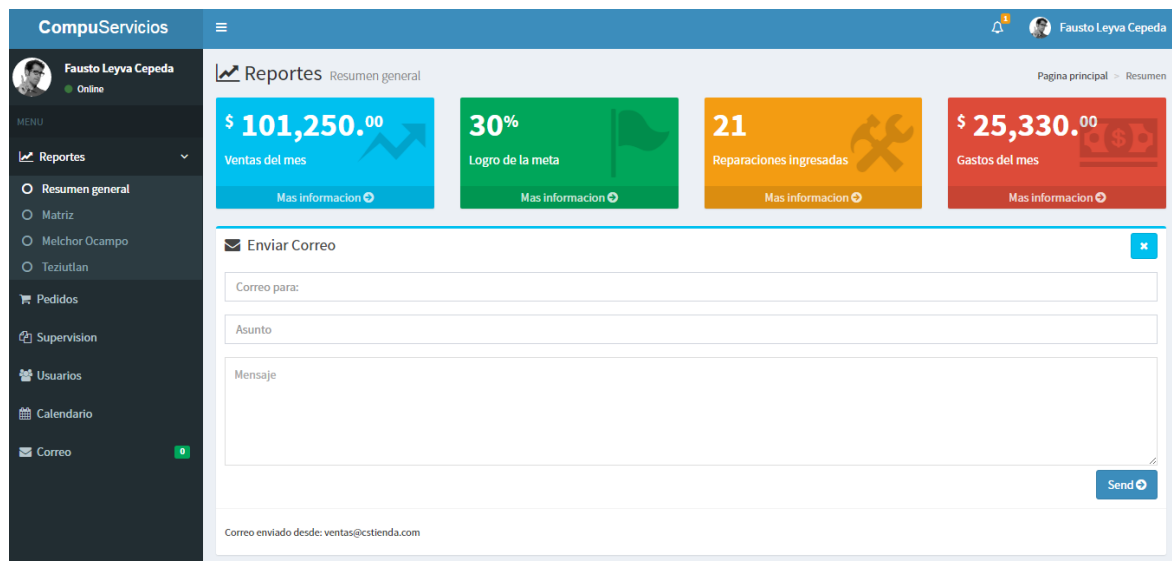 CompuServicios
1
Fausto Leyva Cepeda
Fausto Leyva Cepeda
Online
MENU
Reportes
Resumen general
Matriz
Melchor Ocampo
Teziutlan
Pedidos
Supervision
Usuarios
Calendario
Correo 0
Reportes Resumen general
Pagina principal > Resumen
$ 101,250.00
Ventas del mes
Mas informacion
30%
Logro de la meta
Mas informacion
21
Reparaciones ingresadas
Mas informacion
$ 25,330.00
Gastos del mes
Mas informacion
Enviar Correo
Correo para:
Asunto
Mensaje
Send
Correo enviado desde: ventas@cstienda.com